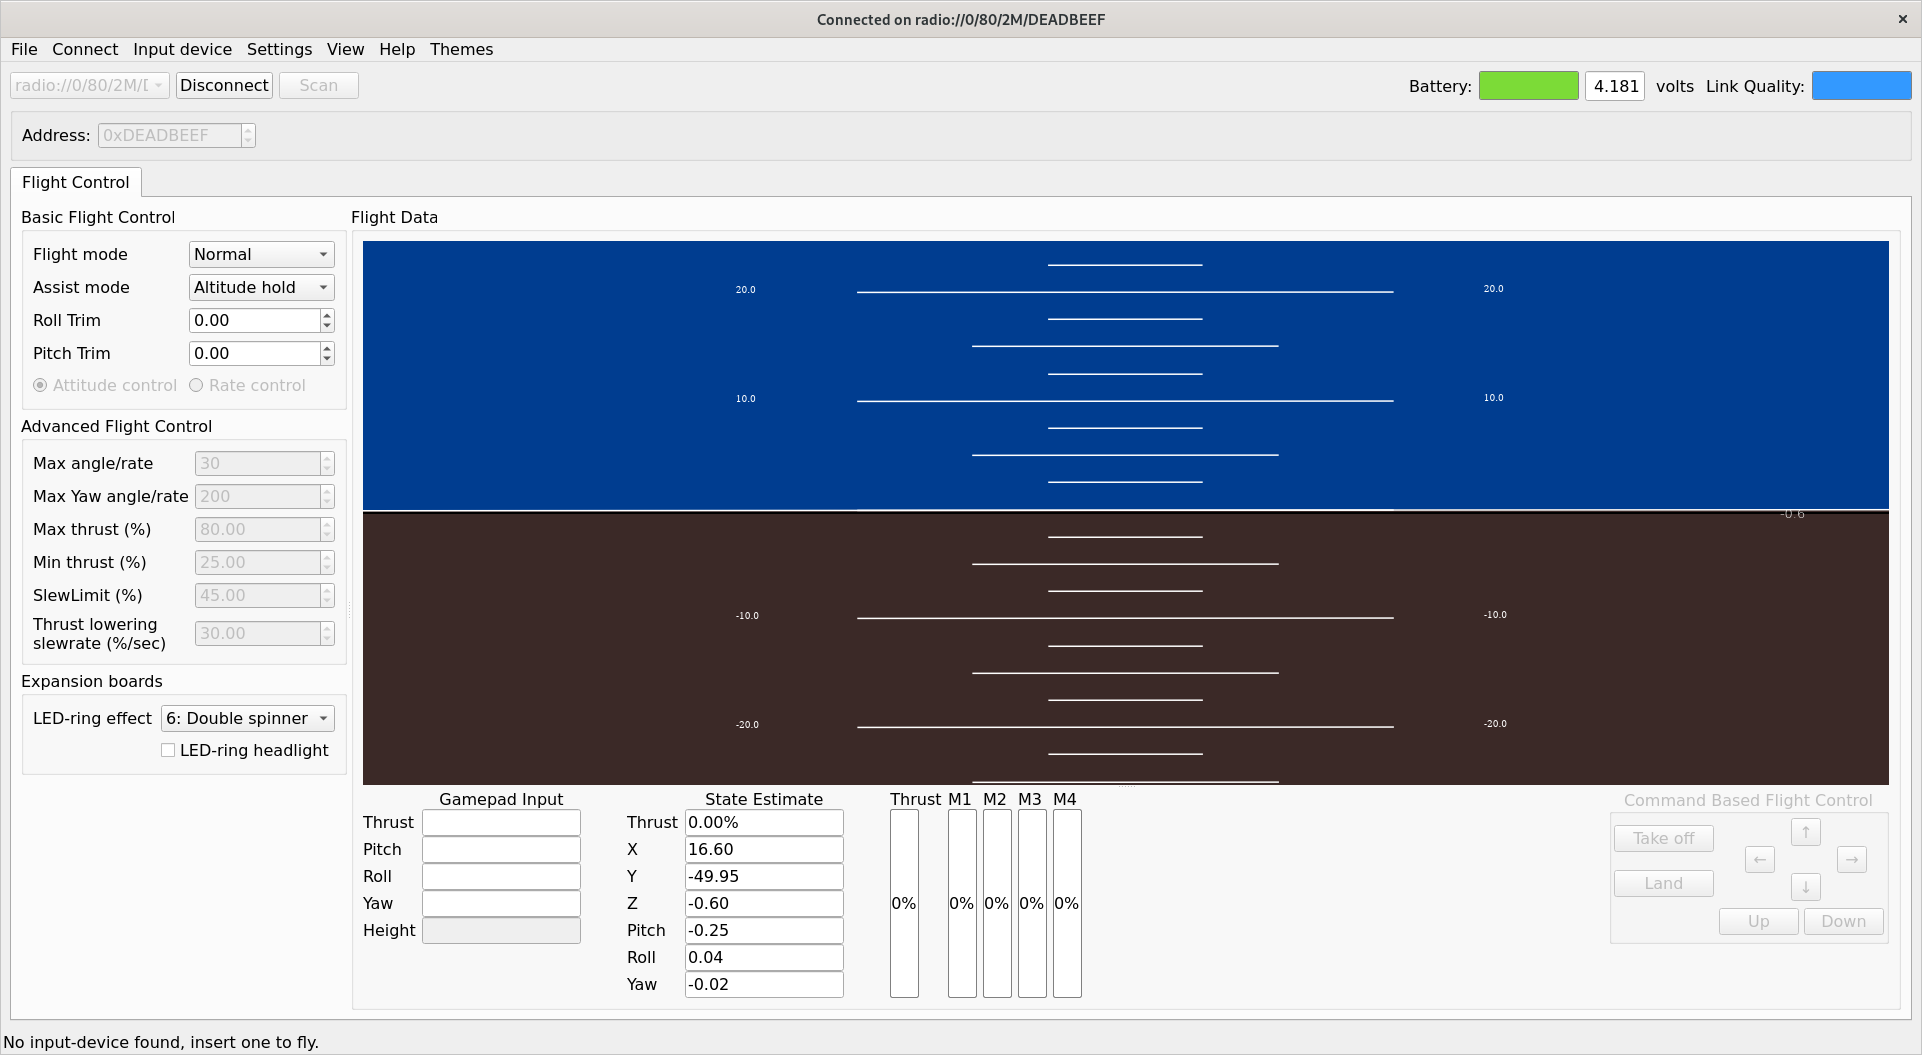 Connected on radio://0/80/2M/DEADBEEF ×
File Connect Input device Settings View Help Themes
radio://0/80/2M/ Disconnect Scan Battery: 4.181 volts Link Quality:
Address: 0xDEADBEEF
Flight Control
Basic Flight Control
Flight mode Normal
Assist mode Altitude hold
Roll Trim 0.00
Pitch Trim 0.00
Attitude control Rate control
Advanced Flight Control
Max angle/rate 30
Max Yaw angle/rate 200
Max thrust (%) 80.00
Min thrust (%) 25.00
SlewLimit (%) 45.00
Thrust lowering
slewrate (%/sec) 30.00
Expansion boards
LED-ring effect 6: Double spinner
LED-ring headlight
Flight Data
20.0 20.0
10.0 10.0
-0.6
-10.0 -10.0
-20.0 -20.0
Gamepad Input
Thrust
Pitch
Roll
Yaw
Height
State Estimate
Thrust 0.00%
X 16.60
Y -49.95
Z -0.60
Pitch -0.25
Roll 0.04
Yaw -0.02
Thrust M1 M2 M3 M4
0% 0% 0% 0% 0%
Command Based Flight Control
Take off ↑
← →
Land ↓
Up Down
No input-device found, insert one to fly.